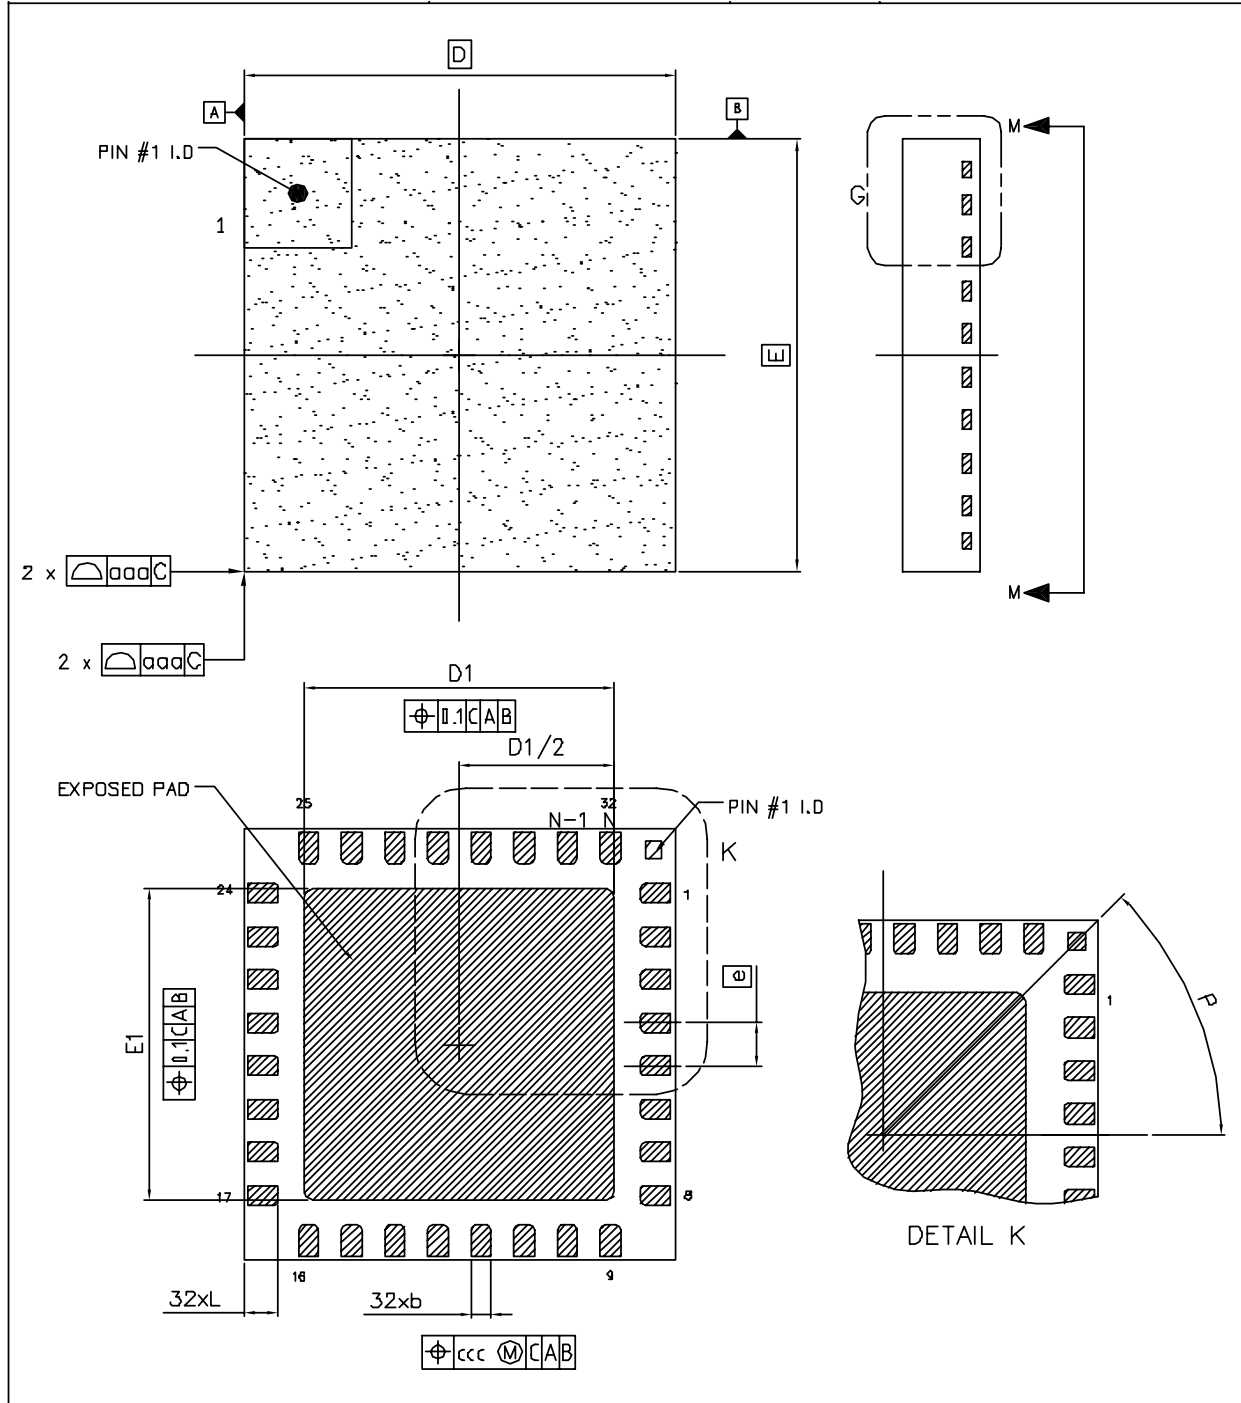 D
A
B
PIN #1 I.D
1
G
M
E
2 x aaa C
M
2 x aaa C
D1
0.1 C A B
D1/2
EXPOSED PAD
25
32
N-1 N
PIN #1 I.D
K
24
1
e
E1
0.1 C A B
P
1
17
8
DETAIL K
16
9
32xL
32xb
ccc M C A B